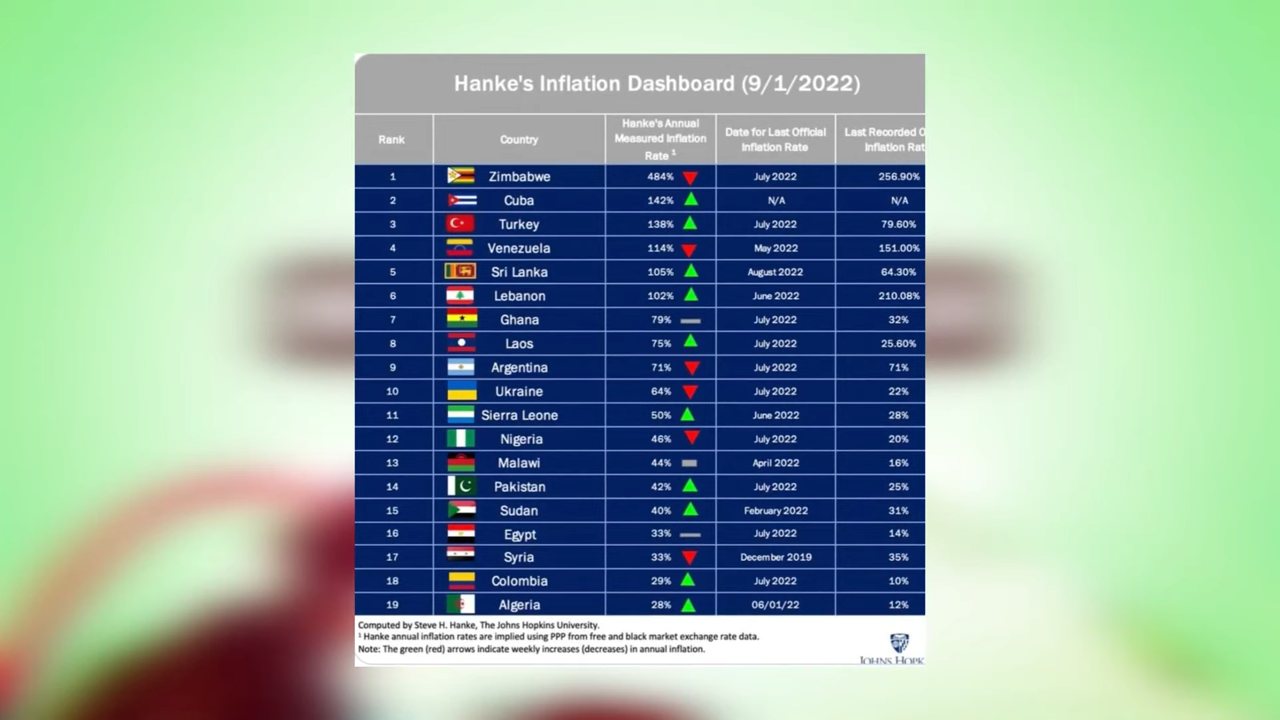 Hanke's Inflation Dashboard (9/1/2022)
Rank Country Hanke's Annual Measured Inflation Rate 1 Date for Last Official Inflation Rate Last Recorded Inflation
1 Zimbabwe 484% July 2022 256.90%
2 Cuba 142% N/A N/A
3 Turkey 138% July 2022 79.60%
4 Venezuela 114% May 2022 151.00%
5 Sri Lanka 105% August 2022 64.30%
6 Lebanon 102% June 2022 210.08%
7 Ghana 79% July 2022 32%
8 Laos 75% July 2022 25.60%
9 Argentina 71% July 2022 71%
10 Ukraine 64% July 2022 22%
11 Sierra Leone 50% June 2022 28%
12 Nigeria 46% July 2022 20%
13 Malawi 44% April 2022 16%
14 Pakistan 42% July 2022 25%
15 Sudan 40% February 2022 31%
16 Egypt 33% July 2022 14%
17 Syria 33% December 2019 35%
18 Colombia 29% July 2022 10%
19 Algeria 28% 06/01/22 12%
Computed by Steve H. Hanke, The Johns Hopkins University.
1 Hanke annual inflation rates are implied using PPP from free and black market exchange rate data.
Note: The green (red) arrows indicate weekly increases (decreases) in annual inflation.
JOHNS